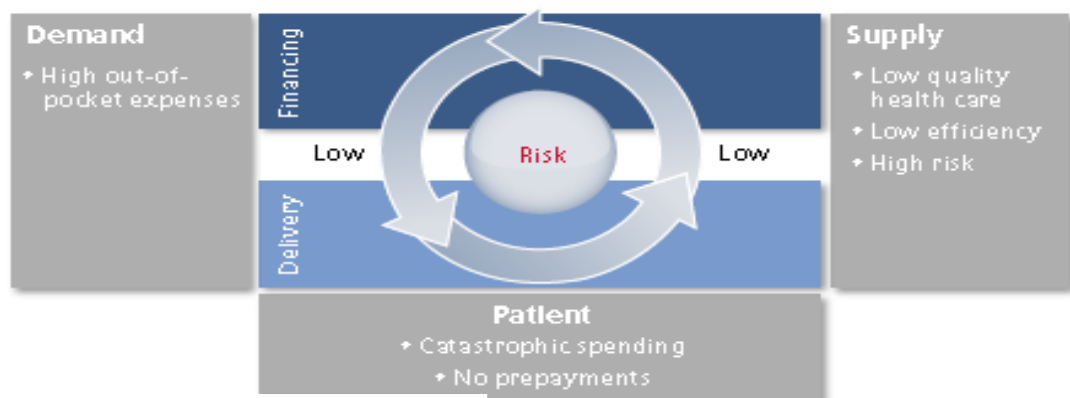 Demand
• High out-of-
pocket expenses
Financing
Low
Risk
Low
Delivery
Supply
• Low quality
health care
• Low efficiency
• High risk
Patient
• Catastrophic spending
• No prepayments